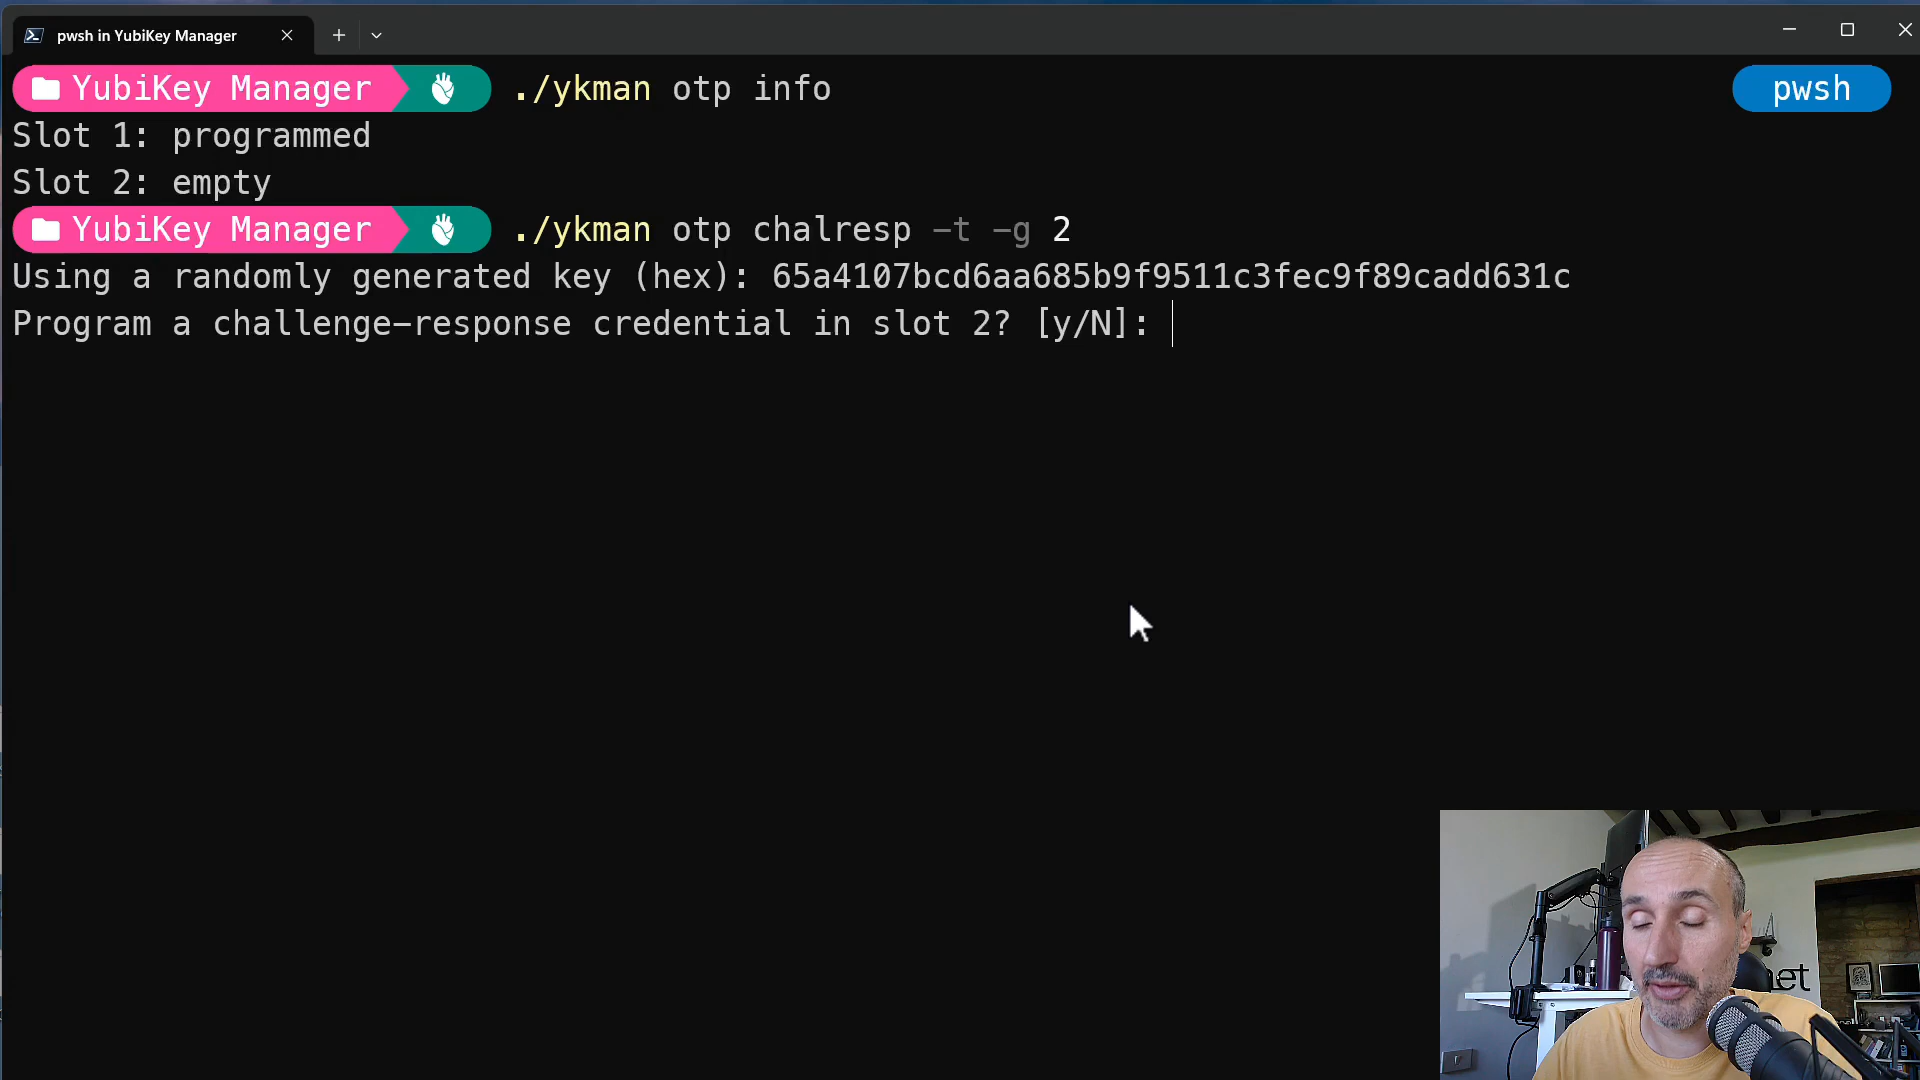 pwsh in YubiKey Manager
YubiKey Manager ./ykman otp info pwsh
Slot 1: programmed
Slot 2: empty
YubiKey Manager ./ykman otp chalresp -t -g 2
Using a randomly generated key (hex): 65a4107bcd6aa685b9f9511c3fec9f89cadd631c
Program a challenge-response credential in slot 2? [y/N]:
net